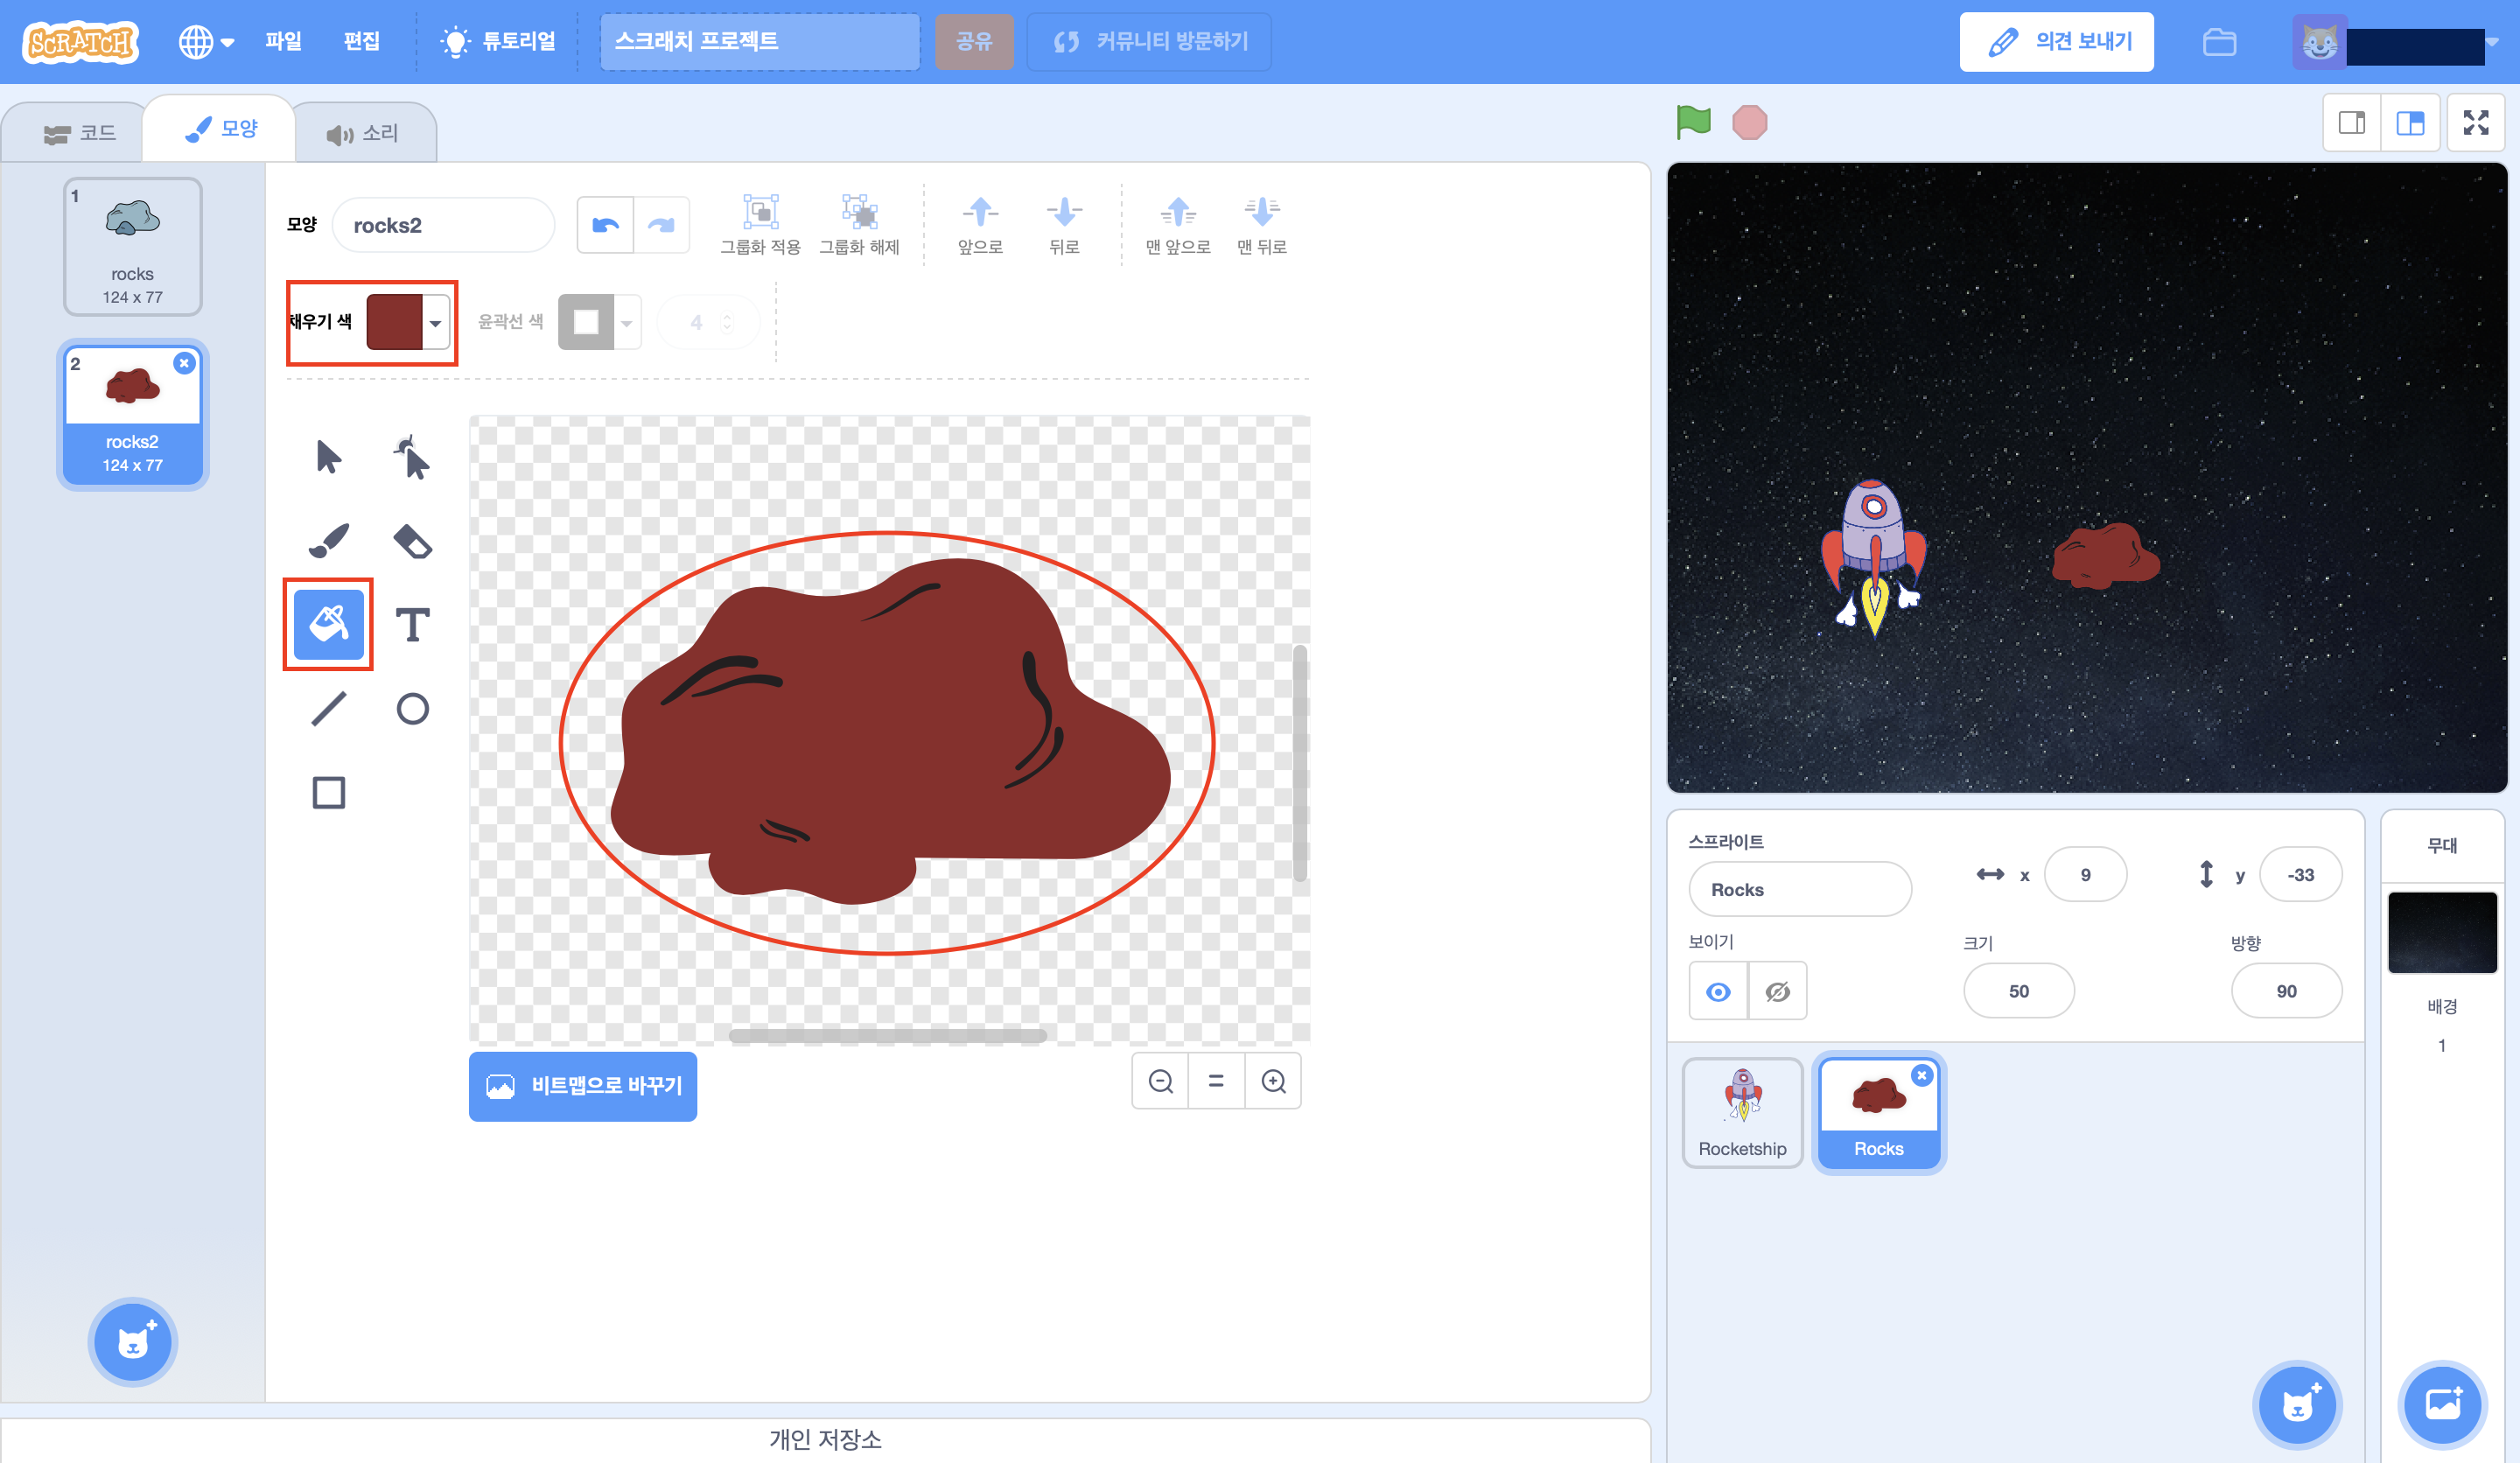 SCRATCH 파일 편집 튜토리얼 스크래치 프로젝트 공유 커뮤니티 방문하기 의견 보내기
코드 모양 소리
1
rocks
124 x 77
2
rocks2
124 x 77
모양 rocks2 그룹화 적용 그룹화 해제 앞으로 뒤로 맨 앞으로 맨 뒤로
채우기 색 윤곽선 색 4
T
비트맵으로 바꾸기
개인 저장소
스프라이트
Rocks x 9 y -33
보이기 크기 방향
50 90
Rocketship Rocks
무대
배경
1